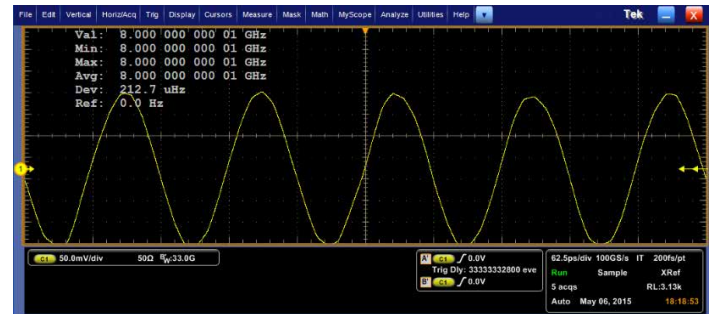 File Edit Vertical Horiz/Acq Trig Display Cursors Measure Mask Math MyScope Analyze Utilities Help Tek X
Val: 8.000 000 000 01 GHz
Min: 8.000 000 000 01 GHz
Max: 8.000 000 000 01 GHz
Avg: 8.000 000 000 01 GHz
Dev: 212.7 uHz
Ref: 0.0 Hz
1
C1 50.0mV/div 50Ω BW:33.0G
A' C1 0.0V
Trig Dly: 33333332800 eve
B' C1 0.0V
62.5ps/div 100GS/s IT 200fs/pt
Run Sample XRef
5 acqs RL:3.13k
Auto May 06, 2015 18:18:53